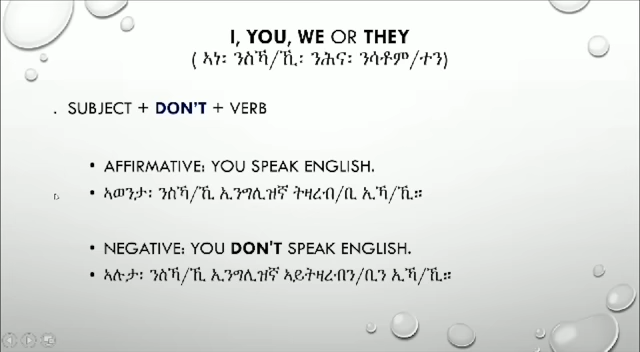 I, YOU, WE OR THEY
( ኣነ፡ ንስኻ/ኺ፡ ንሕና፡ ንሳቶም/ተን)
. SUBJECT + DON'T + VERB
• AFFIRMATIVE: YOU SPEAK ENGLISH.
• ኣወንታ፡ ንስኻ/ኺ ኢንግሊዝኛ ትዛረብ/ቢ ኢኻ/ኺ።
• NEGATIVE: YOU DON'T SPEAK ENGLISH.
• ኣሉታ፡ ንስኻ/ኺ ኢንግሊዝኛ ኣይትዛረብን/ቢን ኢኻ/ኺ።